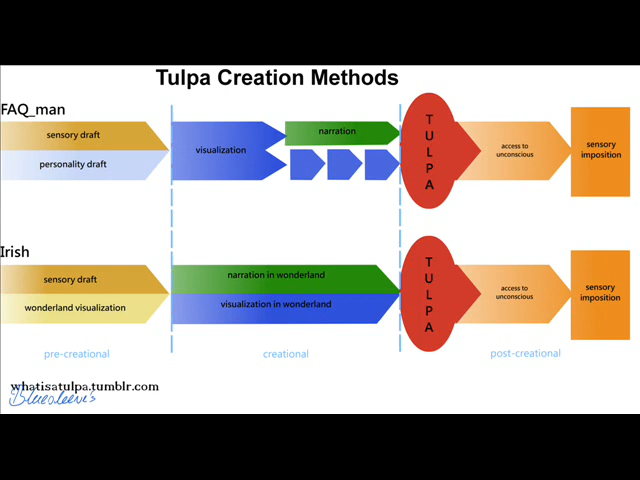 Tulpa Creation Methods
FAQ_man
sensory draft
personality draft
visualization
narration
TULPA
access to
unconscious
sensory
imposition
Irish
sensory draft
wonderland visualization
narration in wonderland
visualization in wonderland
TULPA
access to
unconscious
sensory
imposition
pre-creational
creational
post-creational
whatisatulpa.tumblr.com